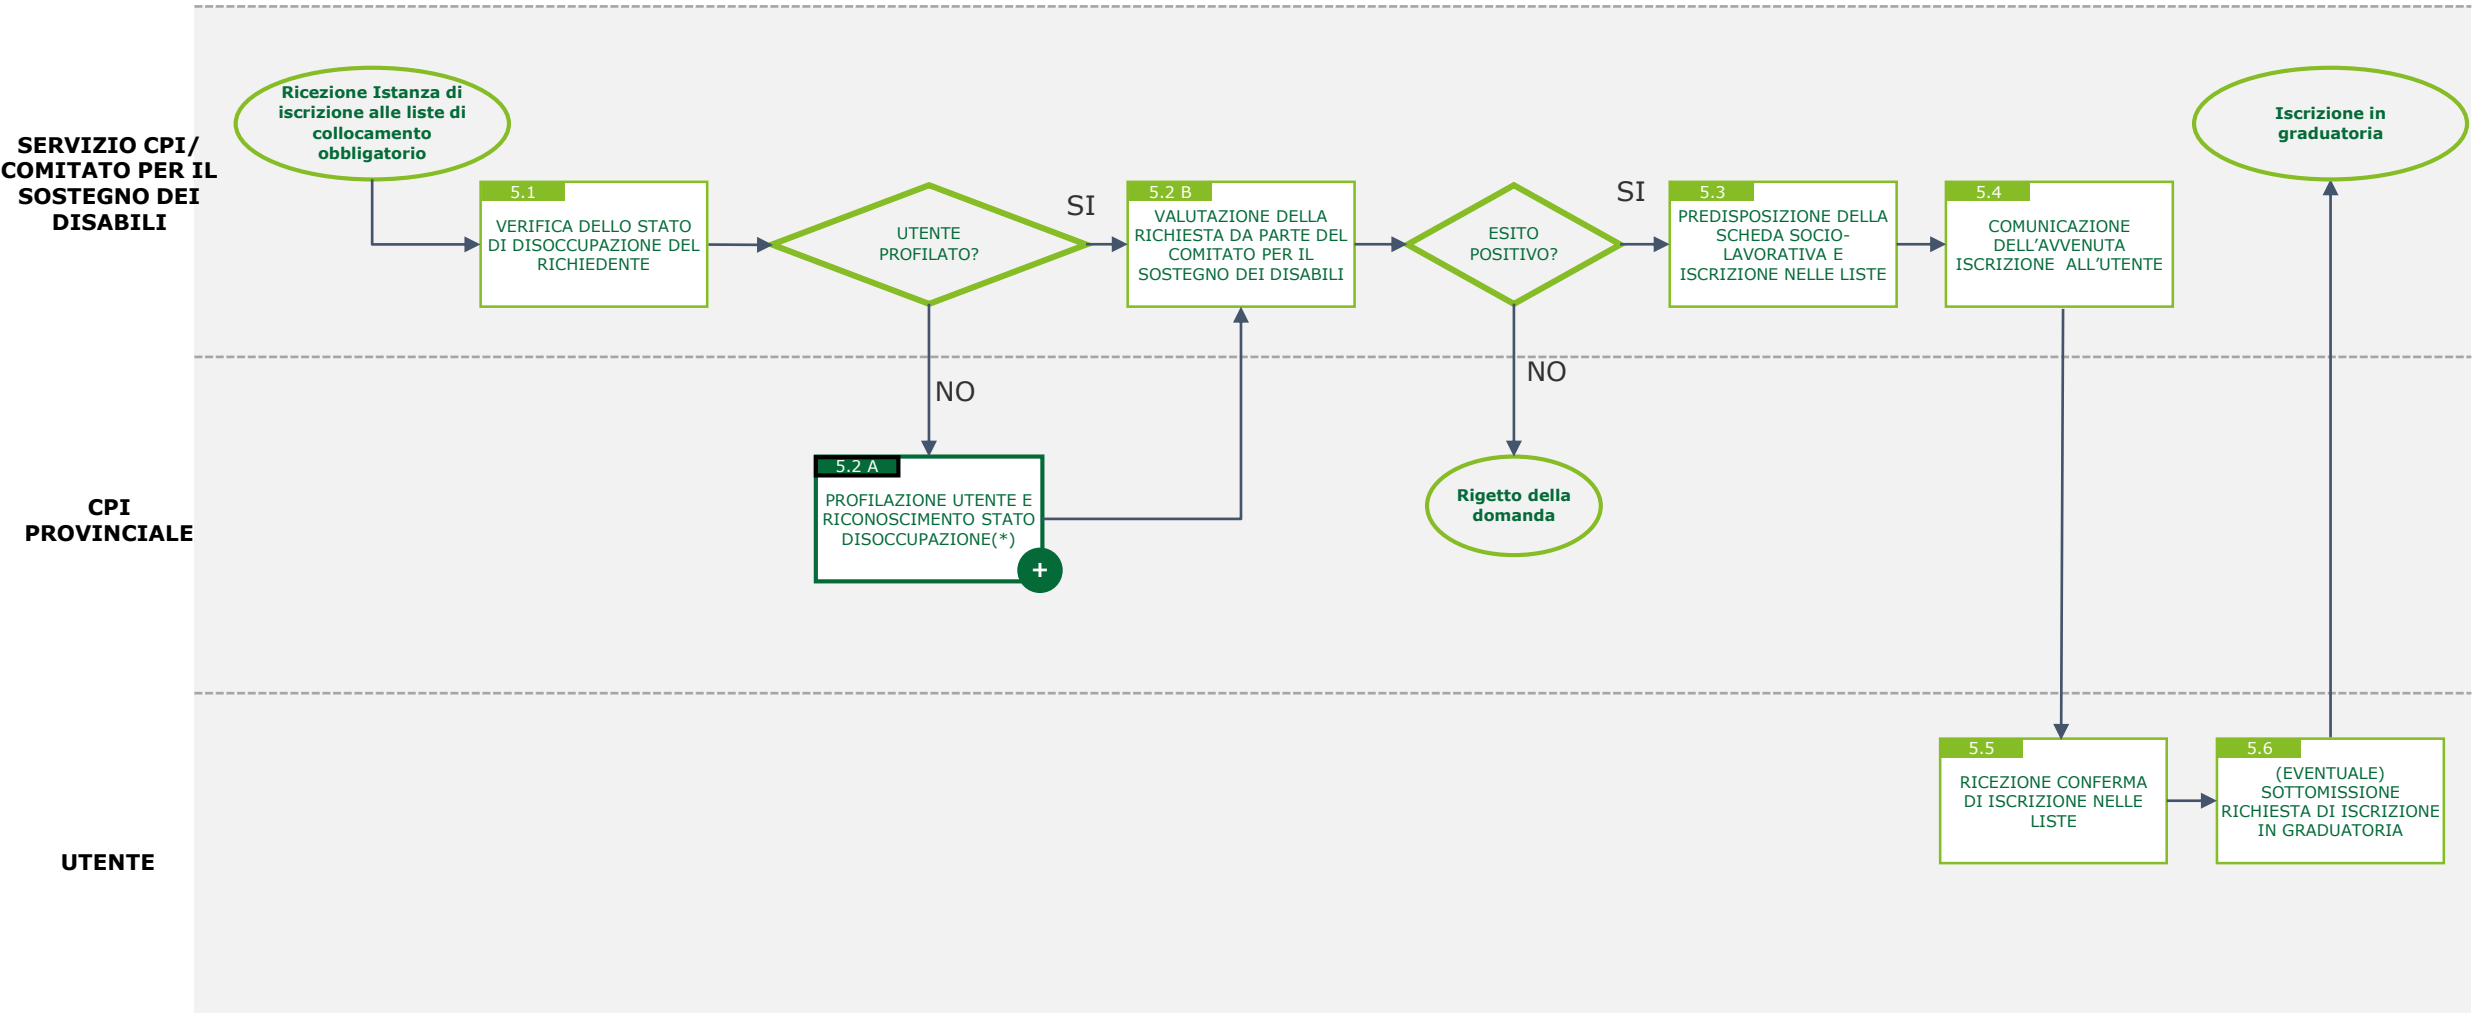 SERVIZIO CPI/
COMITATO PER IL
SOSTEGNO DEI
DISABILI
Ricezione Istanza di
iscrizione alle liste di
collocamento
obbligatorio
5.1
VERIFICA DELLO STATO
DI DISOCCUPAZIONE DEL
RICHIEDENTE
UTENTE
PROFILATO?
SI
5.2 B
VALUTAZIONE DELLA
RICHIESTA DA PARTE DEL
COMITATO PER IL
SOSTEGNO DEI DISABILI
ESITO
POSITIVO?
SI
5.3
PREDISPOSIZIONE DELLA
SCHEDA SOCIO-
LAVORATIVA E
ISCRIZIONE NELLE LISTE
5.4
COMUNICAZIONE
DELL’AVVENUTA
ISCRIZIONE  ALL’UTENTE
Iscrizione in
graduatoria
CPI
PROVINCIALE
NO
5.2 A
PROFILAZIONE UTENTE E
RICONOSCIMENTO STATO
DISOCCUPAZIONE(*)
+
NO
Rigetto della
domanda
UTENTE
5.5
RICEZIONE CONFERMA
DI ISCRIZIONE NELLE
LISTE
5.6
(EVENTUALE)
SOTTOMISSIONE
RICHIESTA DI ISCRIZIONE
IN GRADUATORIA